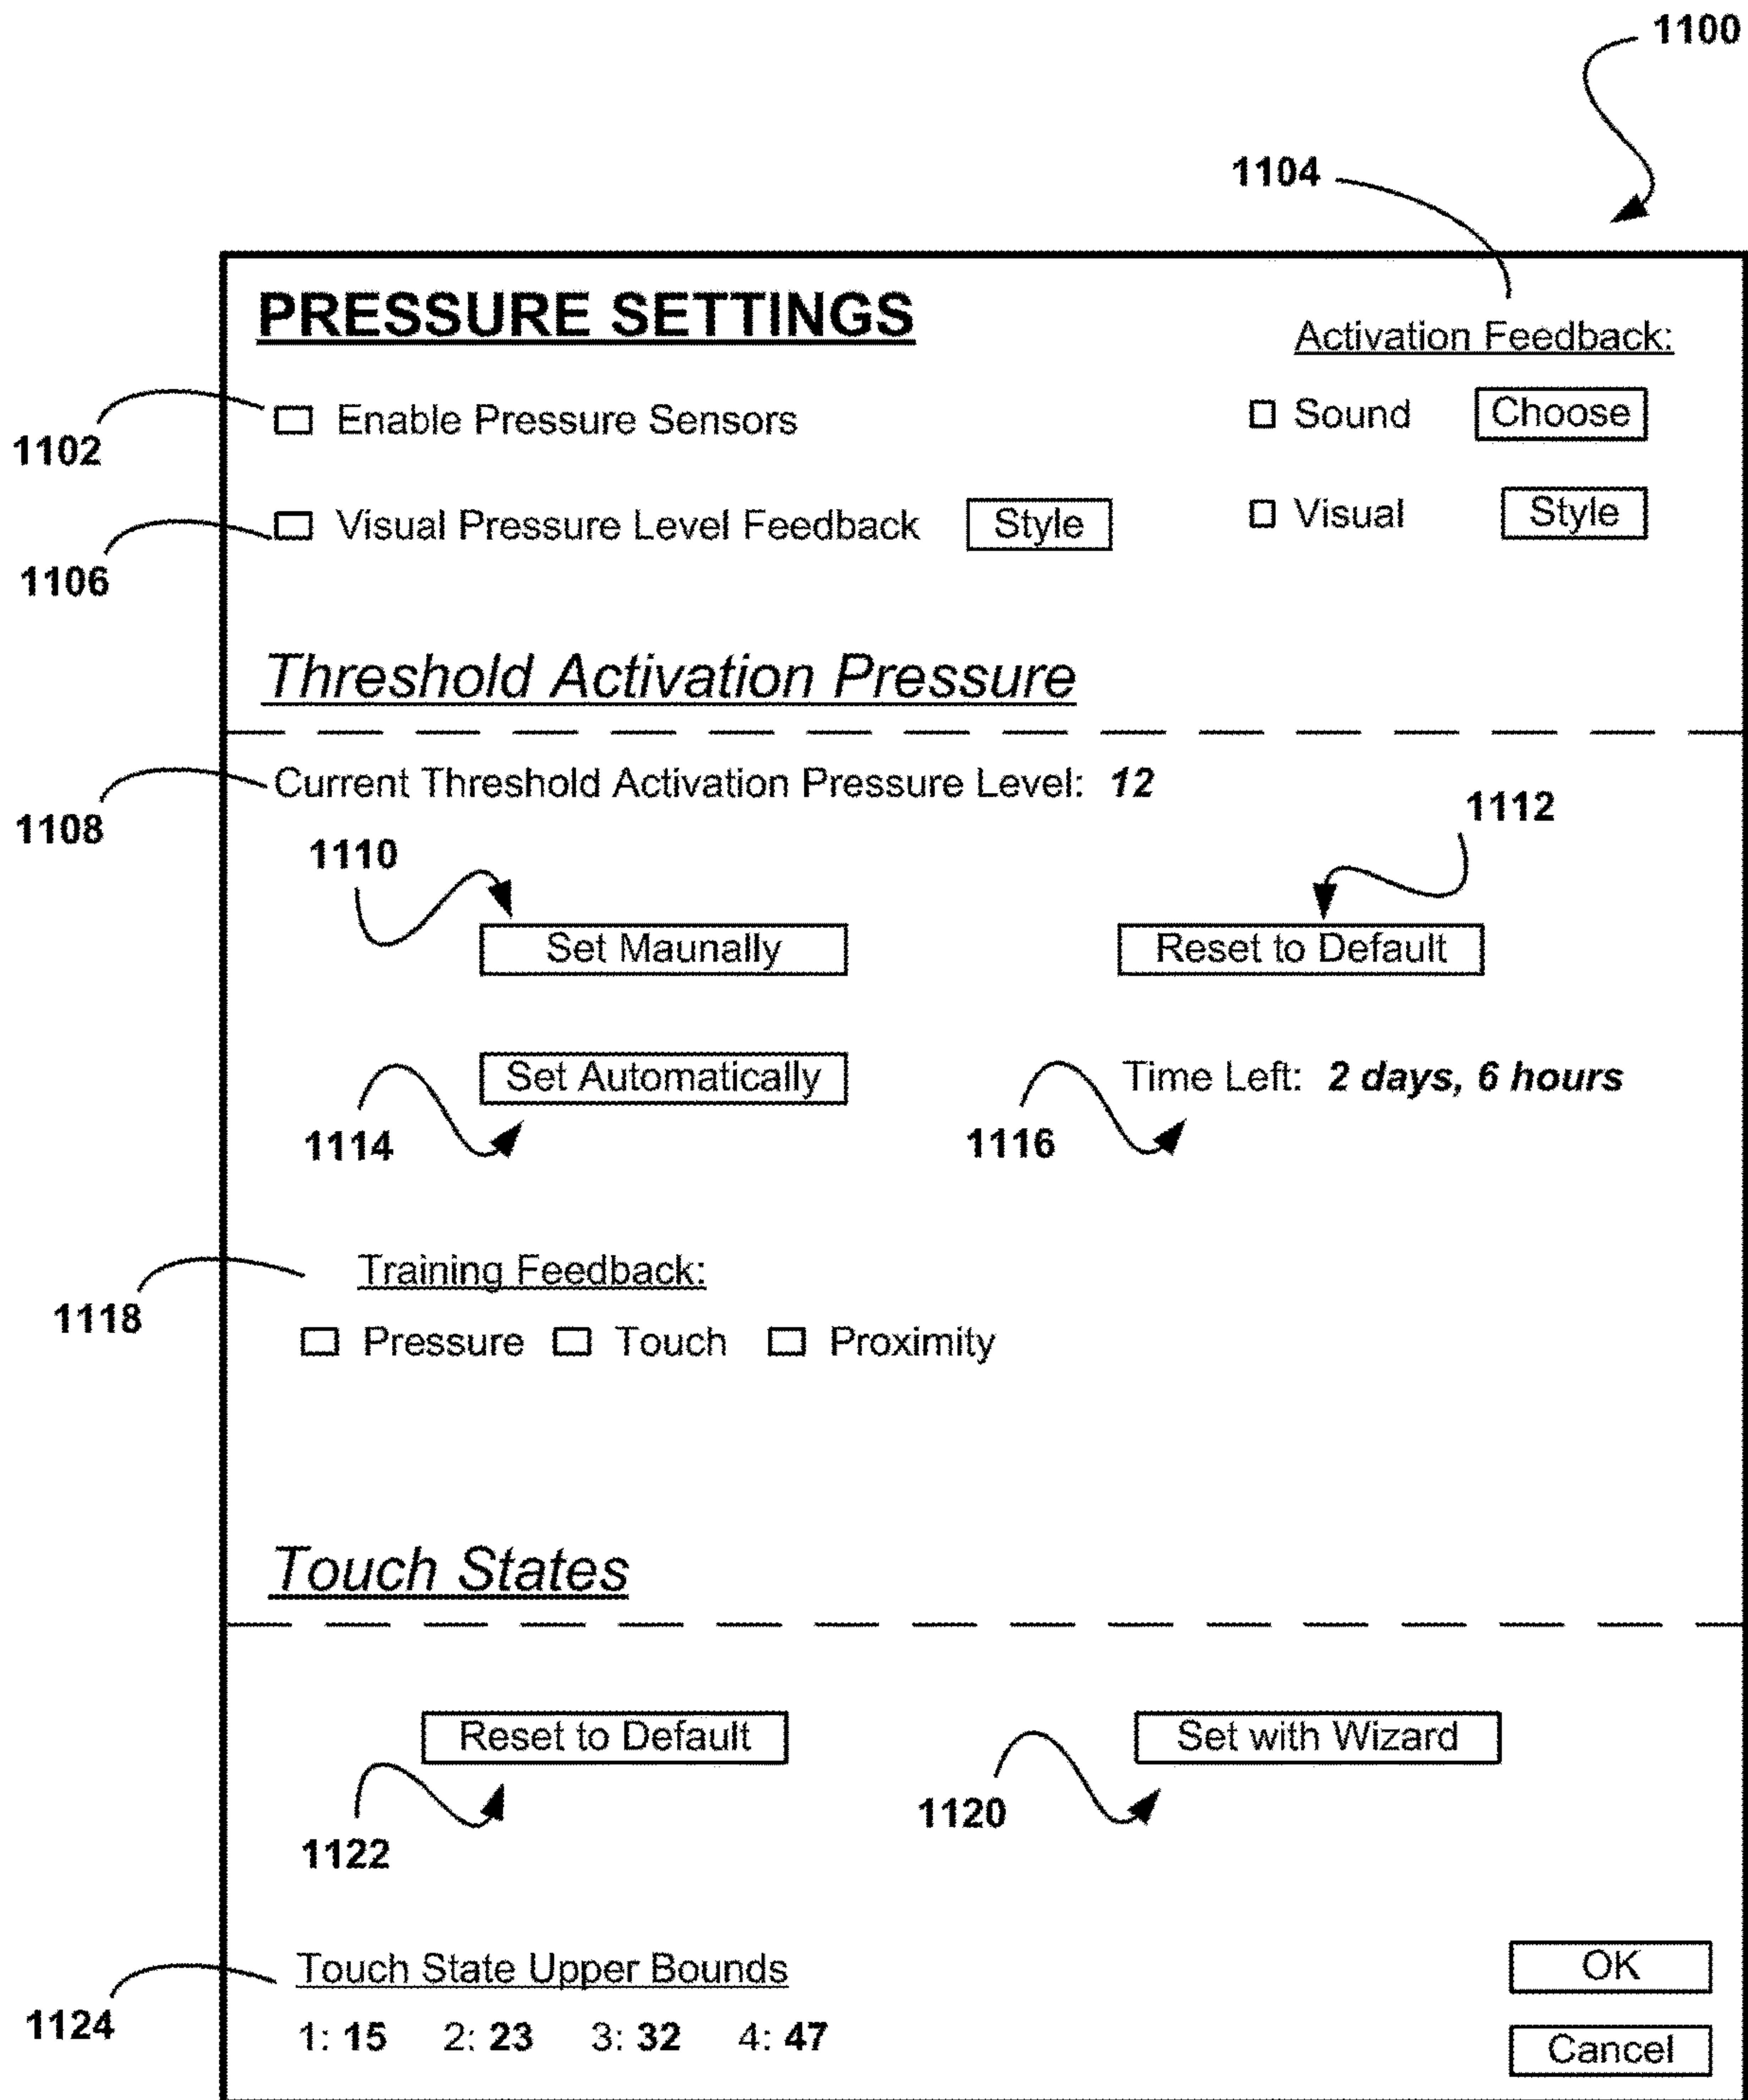 1100
1104
PRESSURE SETTINGS
Activation Feedback:
1102
Enable Pressure Sensors
Sound Choose
1106
Visual Pressure Level Feedback Style
Visual Style
Threshold Activation Pressure
1108
Current Threshold Activation Pressure Level: 12
1110
1112
Set Maunally
Reset to Default
Set Automatically
Time Left: 2 days, 6 hours
1114
1116
1118
Training Feedback:
Pressure Touch Proximity
Touch States
Reset to Default
Set with Wizard
1122
1120
1124
Touch State Upper Bounds
1: 15 2: 23 3: 32 4: 47
OK
Cancel